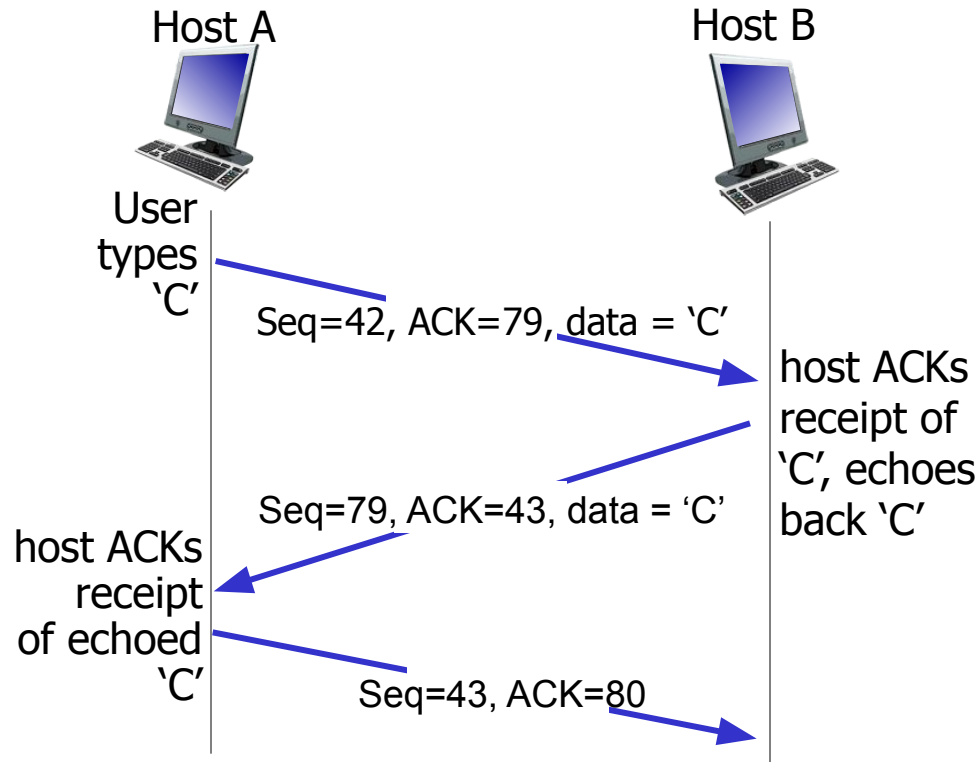 Host A
Host B
User
types
‘C’
Seq=42, ACK=79, data = ‘C’
host ACKs
receipt of
‘C’, echoes
back ‘C’
Seq=79, ACK=43, data = ‘C’
host ACKs
receipt
of echoed
‘C’
Seq=43, ACK=80